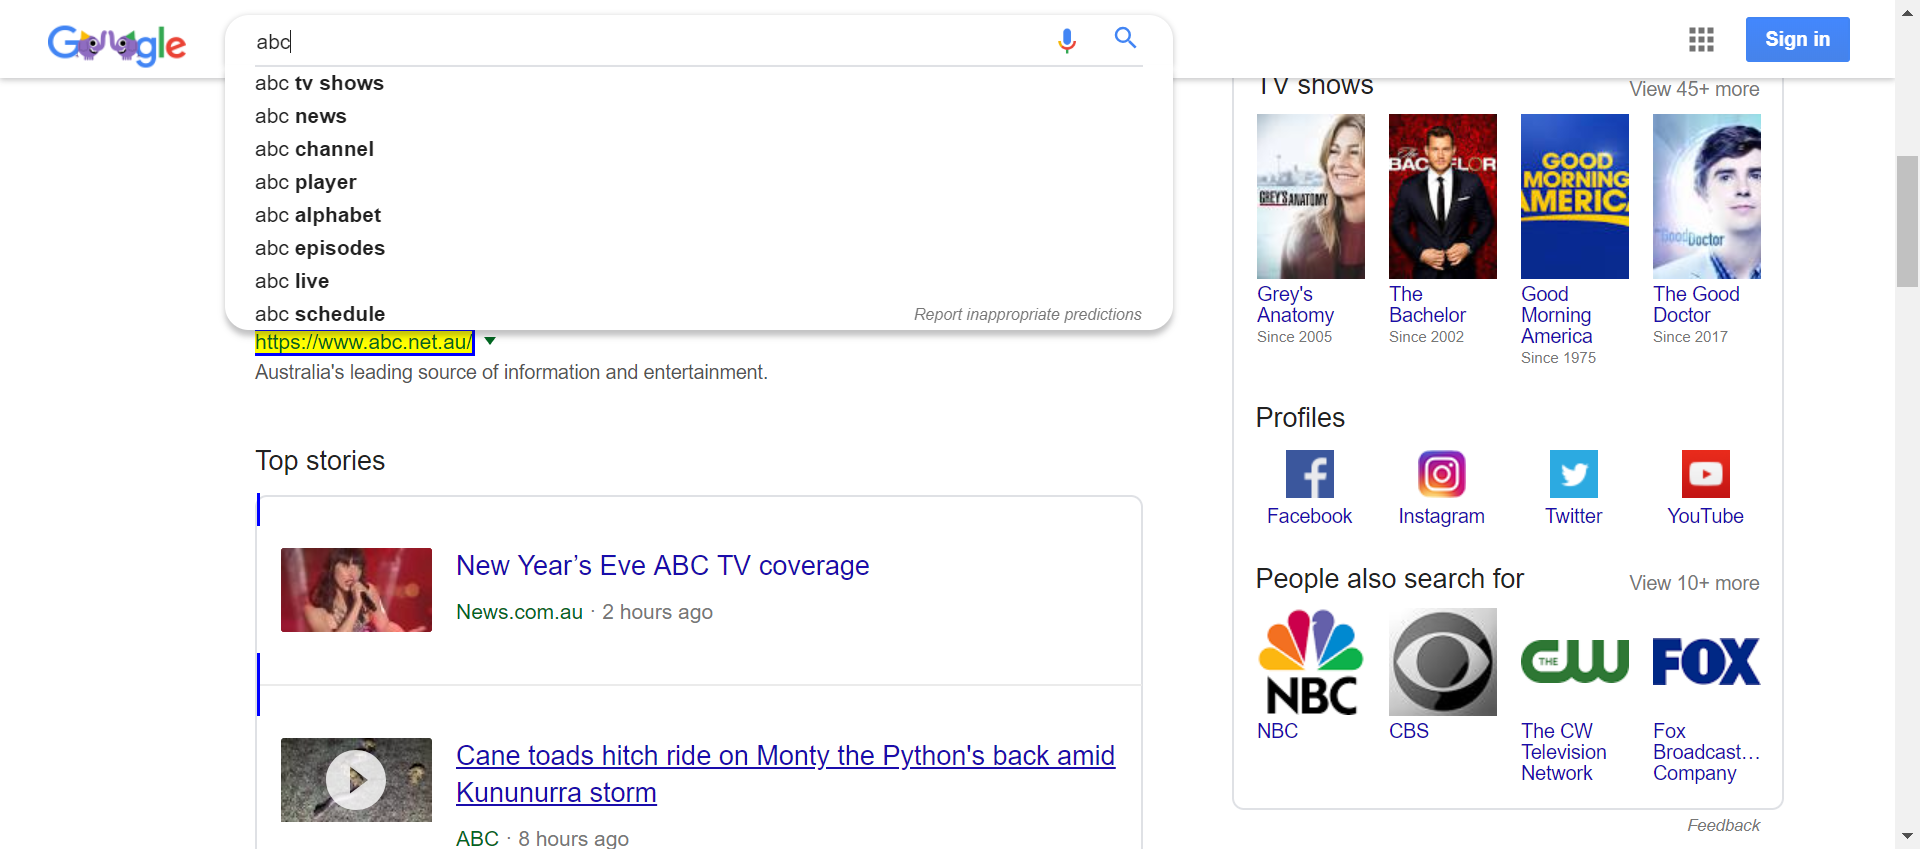 Google
abc
Sign in
abc tv shows
abc news
abc channel
abc player
abc alphabet
abc episodes
abc live
abc schedule
Report inappropriate predictions
https://www.abc.net.au/
Australia's leading source of information and entertainment.
Top stories
New Year’s Eve ABC TV coverage
News.com.au · 2 hours ago
Cane toads hitch ride on Monty the Python's back amid
Kununurra storm
ABC · 8 hours ago
TV shows
View 45+ more
GREY'S ANATOMY
The
BACHELOR
GOOD
MORNING
AMERICA
the Good Doctor
Grey's
Anatomy
Since 2005
The
Bachelor
Since 2002
Good
Morning
America
Since 1975
The Good
Doctor
Since 2017
Profiles
Facebook
Instagram
Twitter
YouTube
People also search for
View 10+ more
NBC
THE CW
FOX
NBC
CBS
The CW
Television
Network
Fox
Broadcast…
Company
Feedback